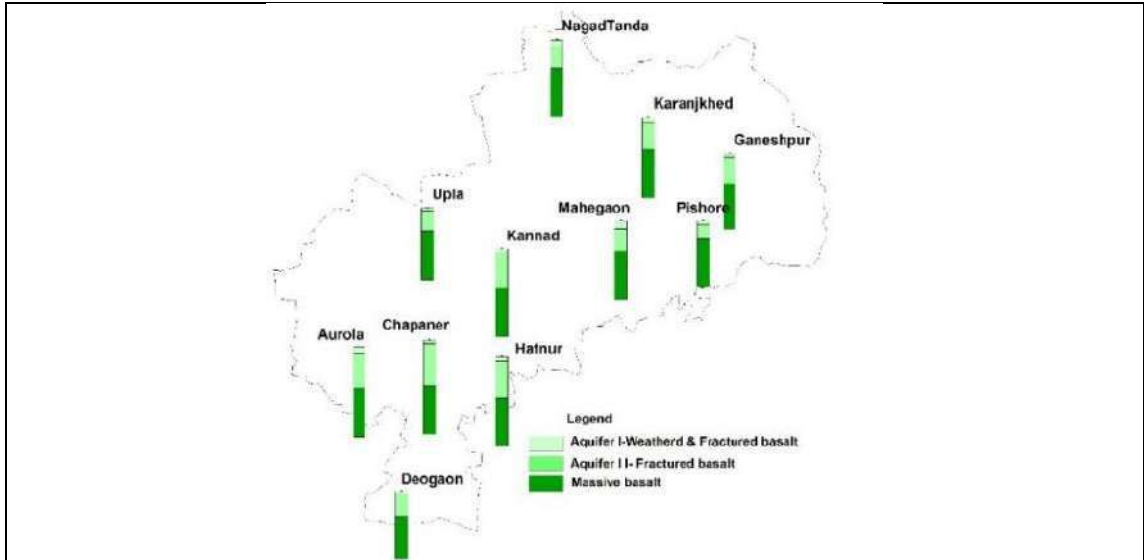 NagadTanda
Karanjkhed
Ganeshpur
Upla
Mahegaon
Pishore
Kannad
Chapaner
Aurola
Hatnur
Legend
Aquifer I-Weatherd & Fractured basalt
Aquifer I I- Fractured basalt
Massive basalt
Deogaon